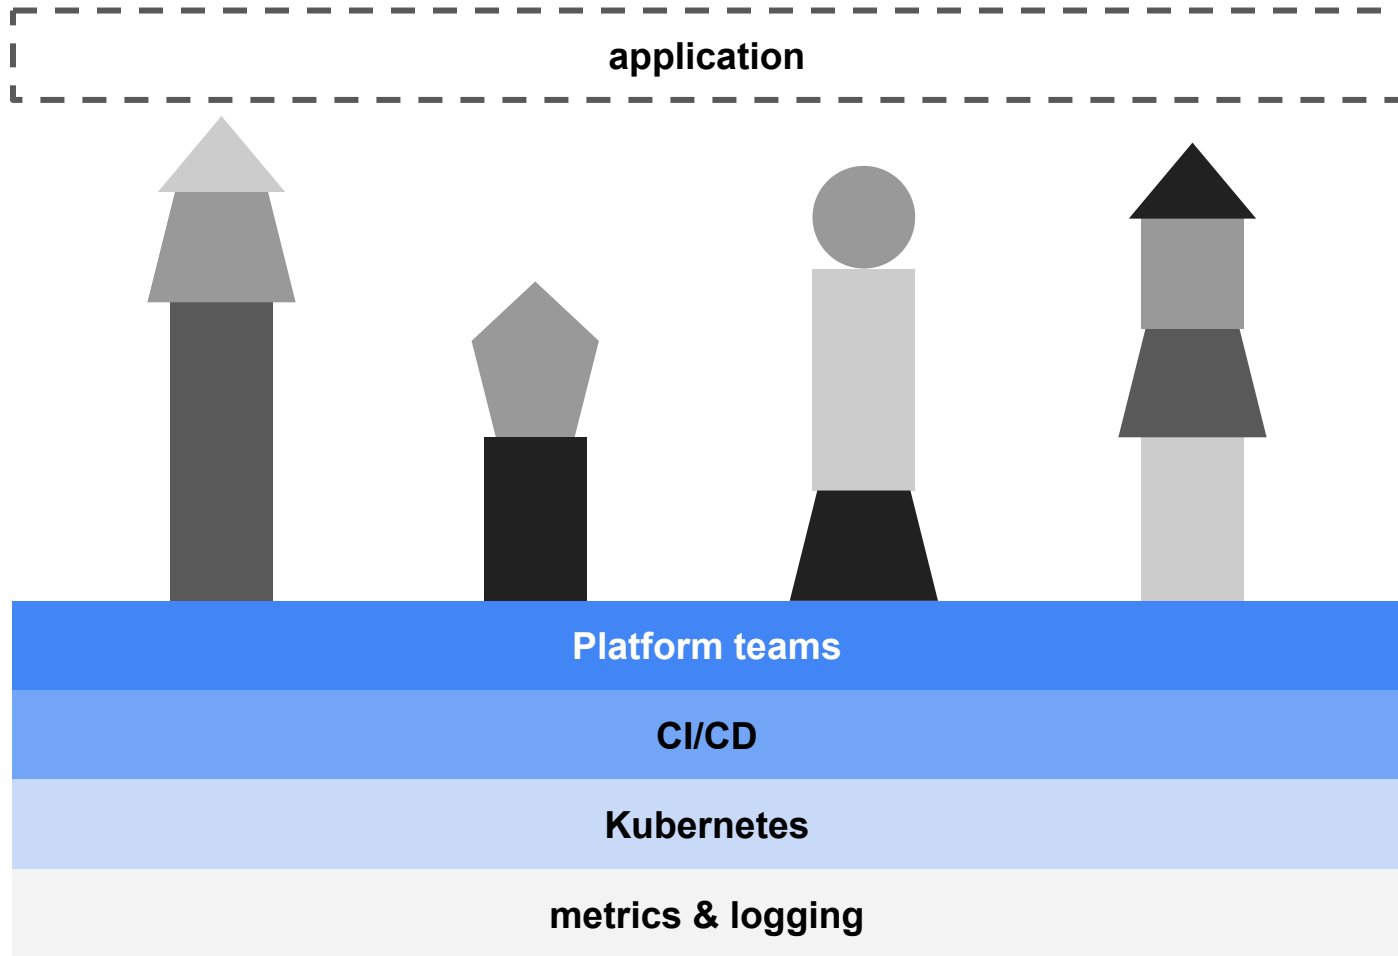 application
Platform teams
CI/CD
Kubernetes
metrics & logging